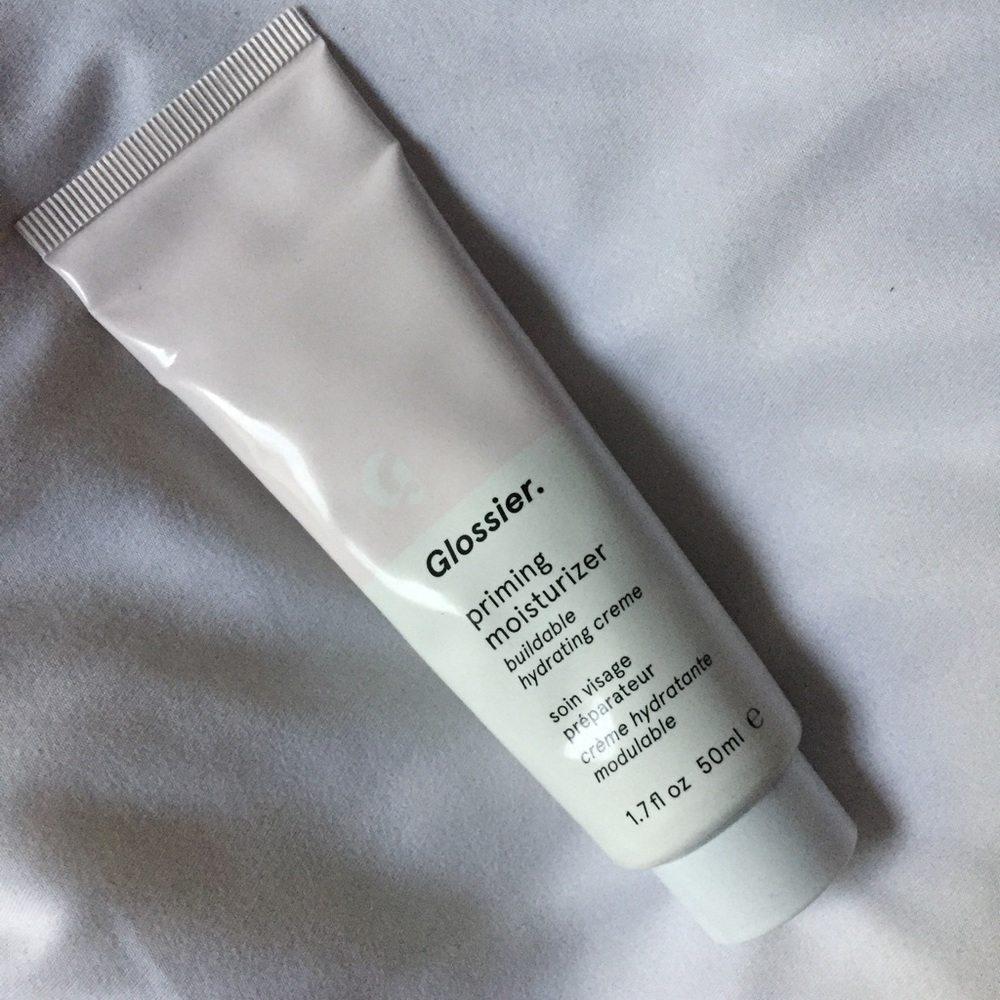 G
Glossier.
priming
moisturizer
buildable
hydrating creme
soin visage
préparateur
crème hydratante
modulable
1.7 fl oz 50ml ℮